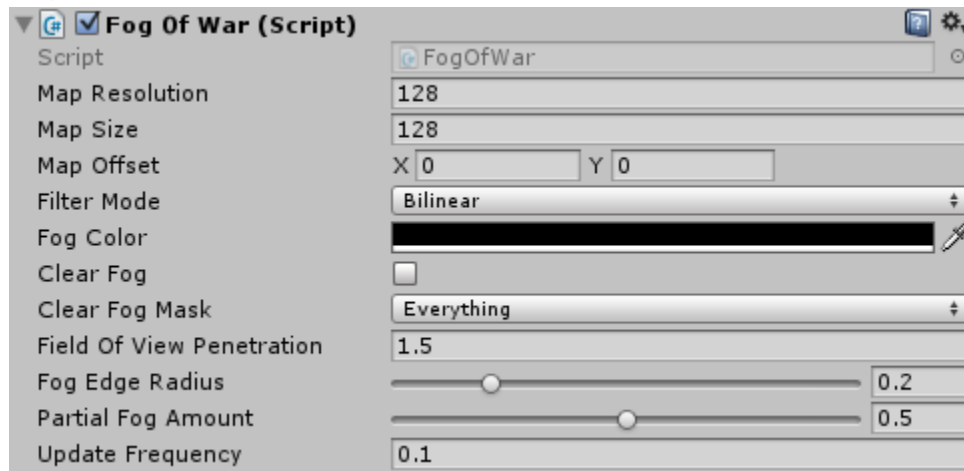 Fog Of War (Script)
Script FogOfWar
Map Resolution 128
Map Size 128
Map Offset X 0 Y 0
Filter Mode Bilinear
Fog Color
Clear Fog
Clear Fog Mask Everything
Field Of View Penetration 1.5
Fog Edge Radius 0.2
Partial Fog Amount 0.5
Update Frequency 0.1